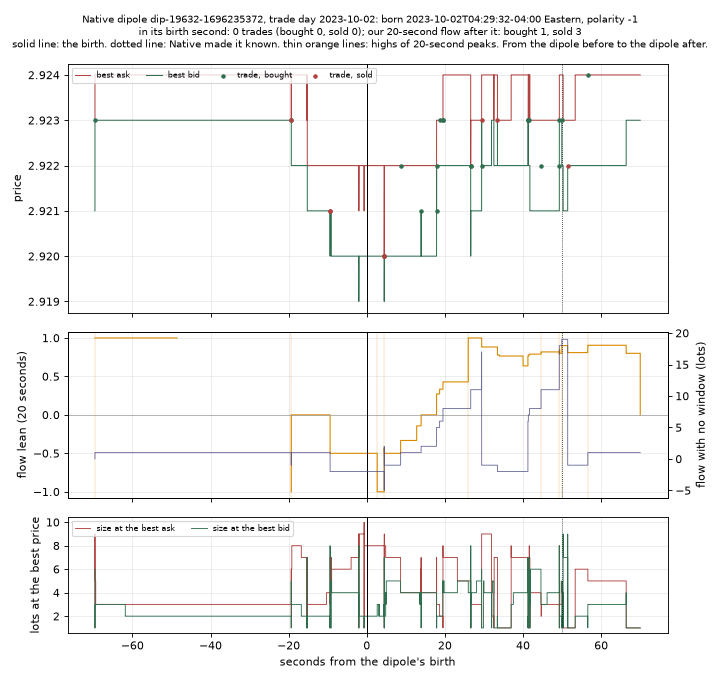 Native dipole dip-19632-1696235372, trade day 2023-10-02: born 2023-10-02T04:29:32-04:00 Eastern, polarity -1
in its birth second: 0 trades (bought 0, sold 0); our 20-second flow after it: bought 1, sold 3
solid line: the birth. dotted line: Native made it known. thin orange lines: highs of 20-second peaks. From the dipole before to the dipole after.
best ask best bid trade, bought trade, sold
2.924
2.923
2.922
2.921
2.920
2.919
price
1.0
0.5
0.0
−0.5
−1.0
flow lean (20 seconds)
20
15
10
5
0
−5
flow with no window (lots)
size at the best ask size at the best bid
10
8
6
4
2
lots at the best price
−60 −40 −20 0 20 40 60
seconds from the dipole's birth